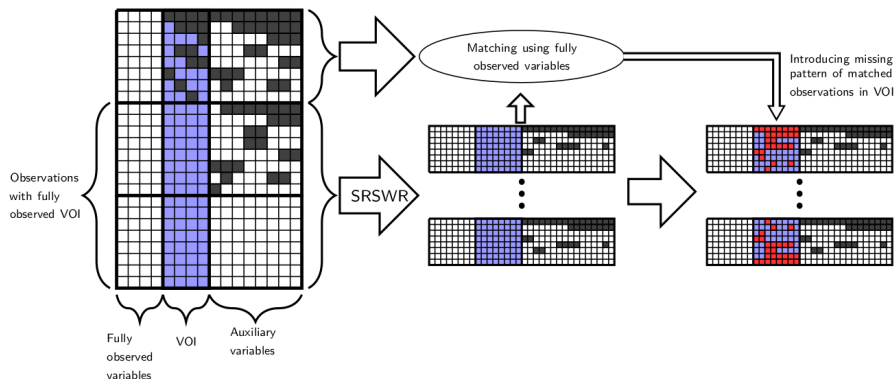 Matching using fully
observed variables
Introducing missing
pattern of matched
observations in VOI
Observations
with fully
observed VOI
SRSWR
Fully
observed
variables
VOI
Auxiliary
variables